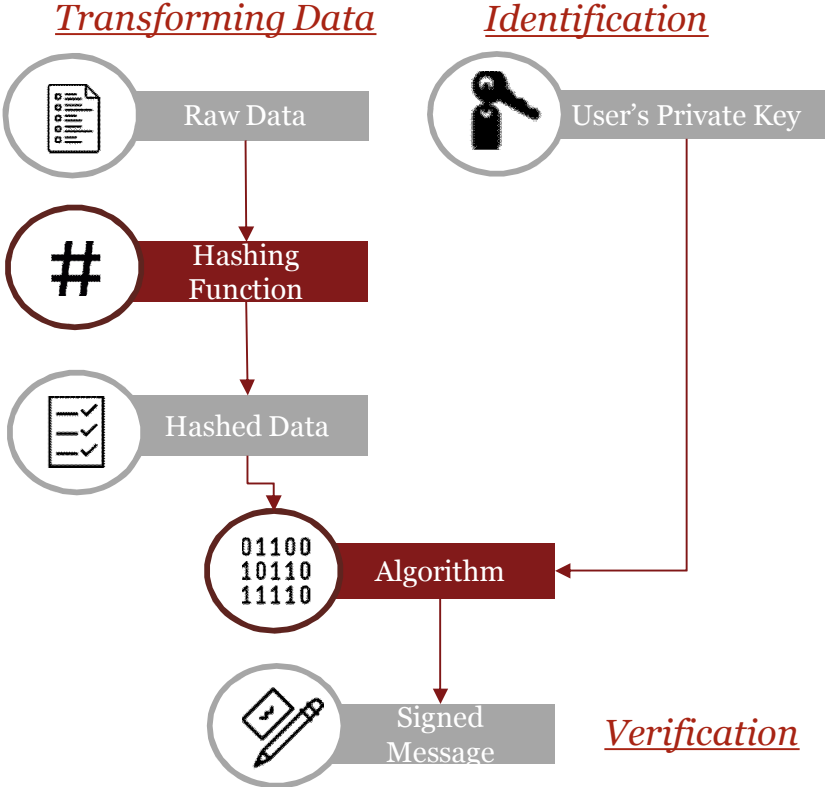 Transforming Data
Identification
Raw Data
User's Private Key
#
Hashing
Function
Hashed Data
01100
10110
11110
Algorithm
Signed
Message
Verification